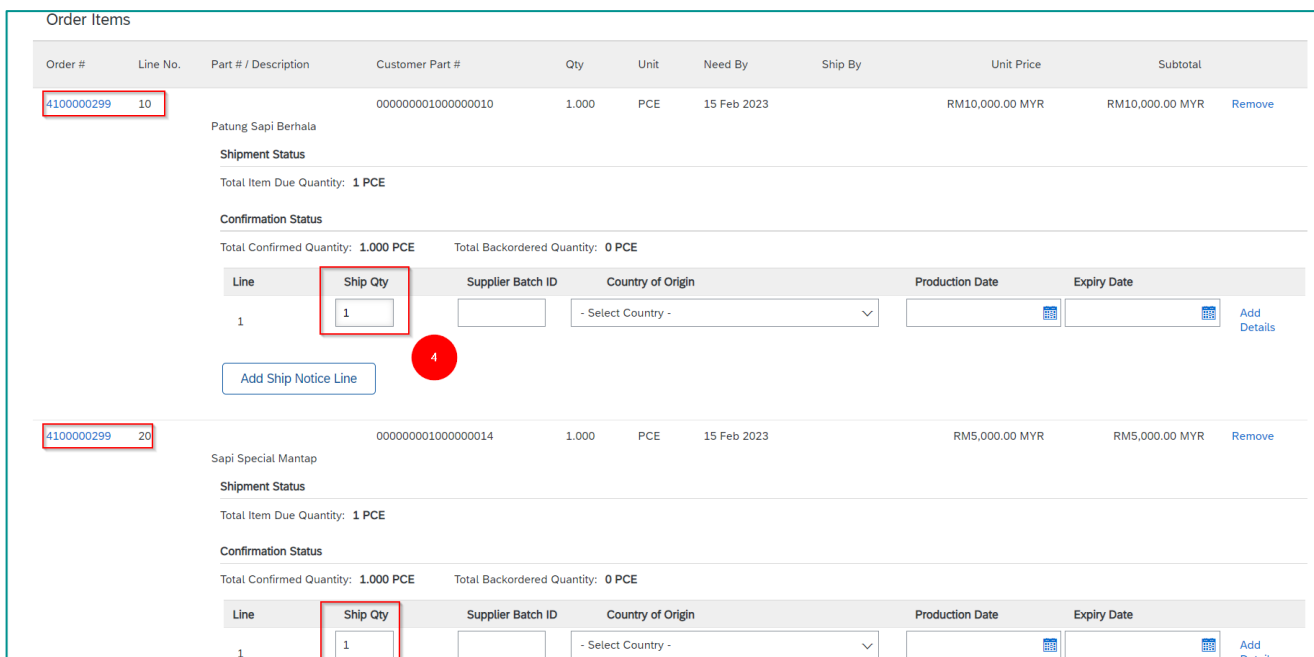 Order Items
Order # Line No. Part # / Description Customer Part # Qty Unit Need By Ship By Unit Price Subtotal
4100000299 10 000000001000000010 1.000 PCE 15 Feb 2023 RM10,000.00 MYR RM10,000.00 MYR Remove
Patung Sapi Berhala
Shipment Status
Total Item Due Quantity: 1 PCE
Confirmation Status
Total Confirmed Quantity: 1.000 PCE Total Backordered Quantity: 0 PCE
Line Ship Qty Supplier Batch ID Country of Origin Production Date Expiry Date
1 1 - Select Country - Add
Details
4
Add Ship Notice Line
4100000299 20 000000001000000014 1.000 PCE 15 Feb 2023 RM5,000.00 MYR RM5,000.00 MYR Remove
Sapi Special Mantap
Shipment Status
Total Item Due Quantity: 1 PCE
Confirmation Status
Total Confirmed Quantity: 1.000 PCE Total Backordered Quantity: 0 PCE
Line Ship Qty Supplier Batch ID Country of Origin Production Date Expiry Date
1 1 - Select Country - Add